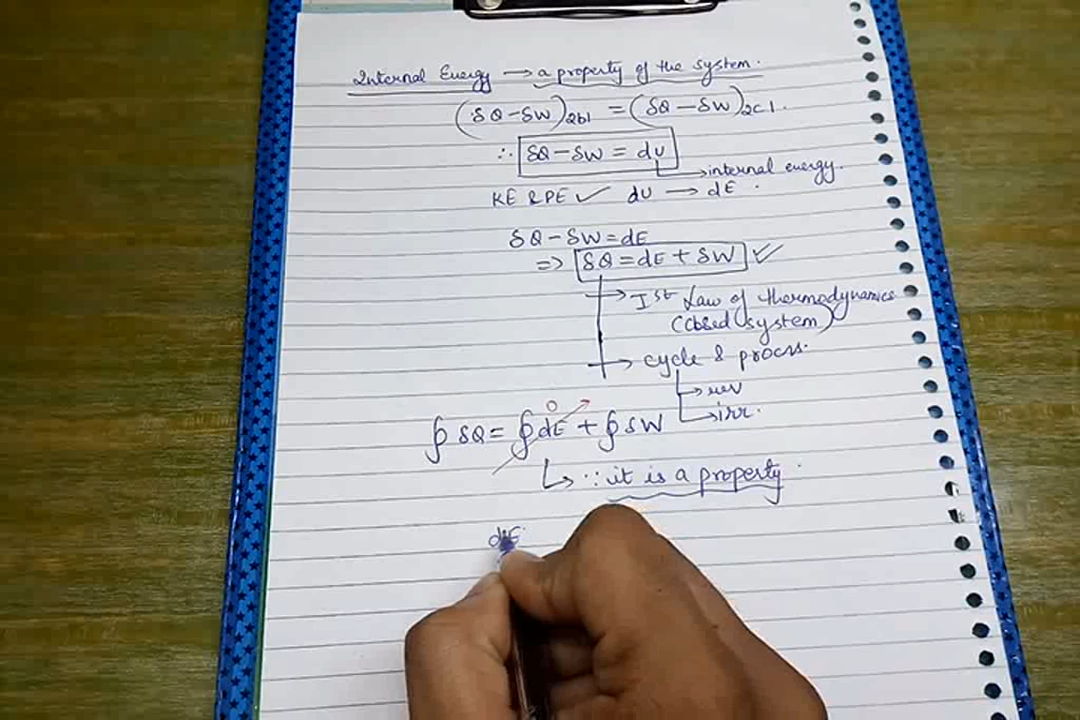 Internal Energy → a property of the system.
(δQ-δW)2b1 = (δQ-δW)2c1.
∴ δQ-δW = dU
→internal energy.
KE & PE ✓ dU → dE.
δQ-δW=dE
=> δQ = dE + δW ✓
→ Ist Law of thermodynamics
(closed system)
→ cycle & process.
→rev
→irr.
∮ δQ = ∮ dE + ∮ δW
0
↳ ∵ it is a property.